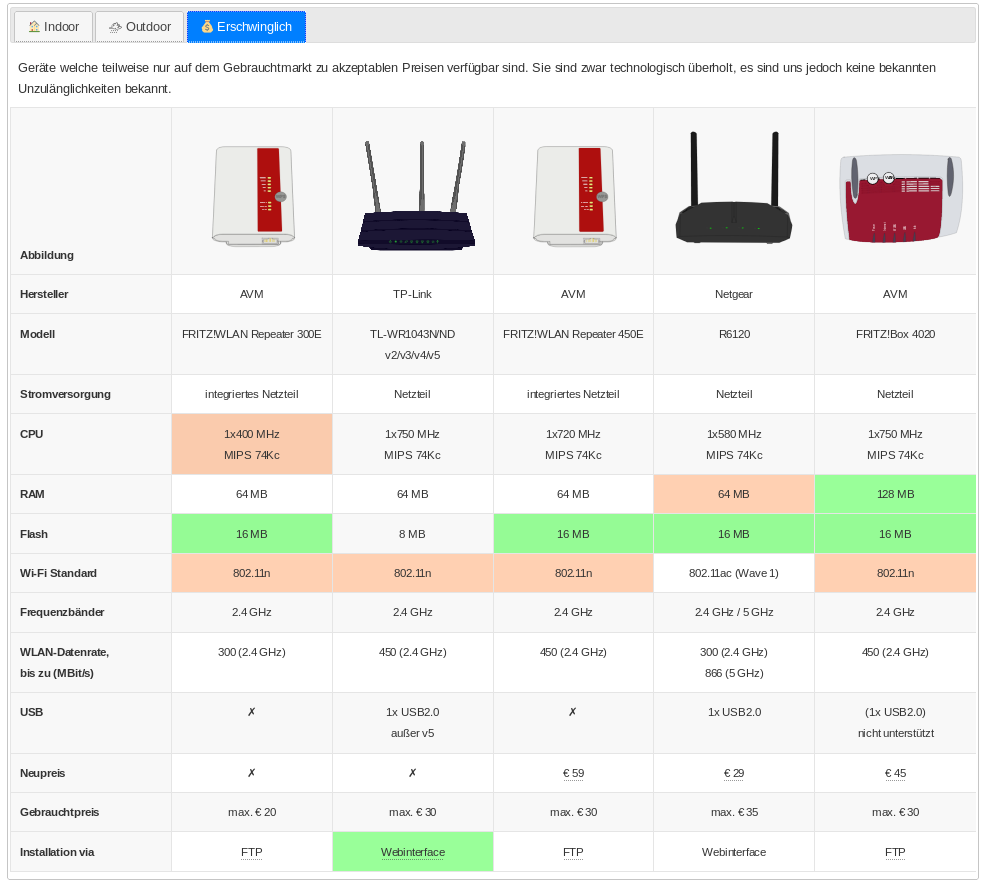 Indoor Outdoor Erschwinglich
Geräte welche teilweise nur auf dem Gebrauchtmarkt zu akzeptablen Preisen verfügbar sind. Sie sind zwar technologisch überholt, es sind uns jedoch keine bekannten
Unzulänglichkeiten bekannt.
Abbildung
Hersteller AVM TP-Link AVM Netgear AVM
Modell FRITZ!WLAN Repeater 300E TL-WR1043N/ND FRITZ!WLAN Repeater 450E R6120 FRITZ!Box 4020
v2/v3/v4/v5
Stromversorgung integriertes Netzteil Netzteil integriertes Netzteil Netzteil Netzteil
CPU 1x400 MHz 1x750 MHz 1x720 MHz 1x580 MHz 1x750 MHz
MIPS 74Kc MIPS 74Kc MIPS 74Kc MIPS 74Kc MIPS 74Kc
RAM 64 MB 64 MB 64 MB 64 MB 128 MB
Flash 16 MB 8 MB 16 MB 16 MB 16 MB
Wi-Fi Standard 802.11n 802.11n 802.11n 802.11ac (Wave 1) 802.11n
Frequenzbänder 2.4 GHz 2.4 GHz 2.4 GHz 2.4 GHz / 5 GHz 2.4 GHz
WLAN-Datenrate, 300 (2.4 GHz) 450 (2.4 GHz) 450 (2.4 GHz) 300 (2.4 GHz) 450 (2.4 GHz)
bis zu (MBit/s) 866 (5 GHz)
USB ✗ 1x USB2.0 ✗ 1x USB2.0 (1x USB2.0)
außer v5 nicht unterstützt
Neupreis ✗ ✗ € 59 € 29 € 45
Gebrauchtpreis max. € 20 max. € 30 max. € 30 max. € 35 max. € 30
Installation via FTP Webinterface FTP Webinterface FTP